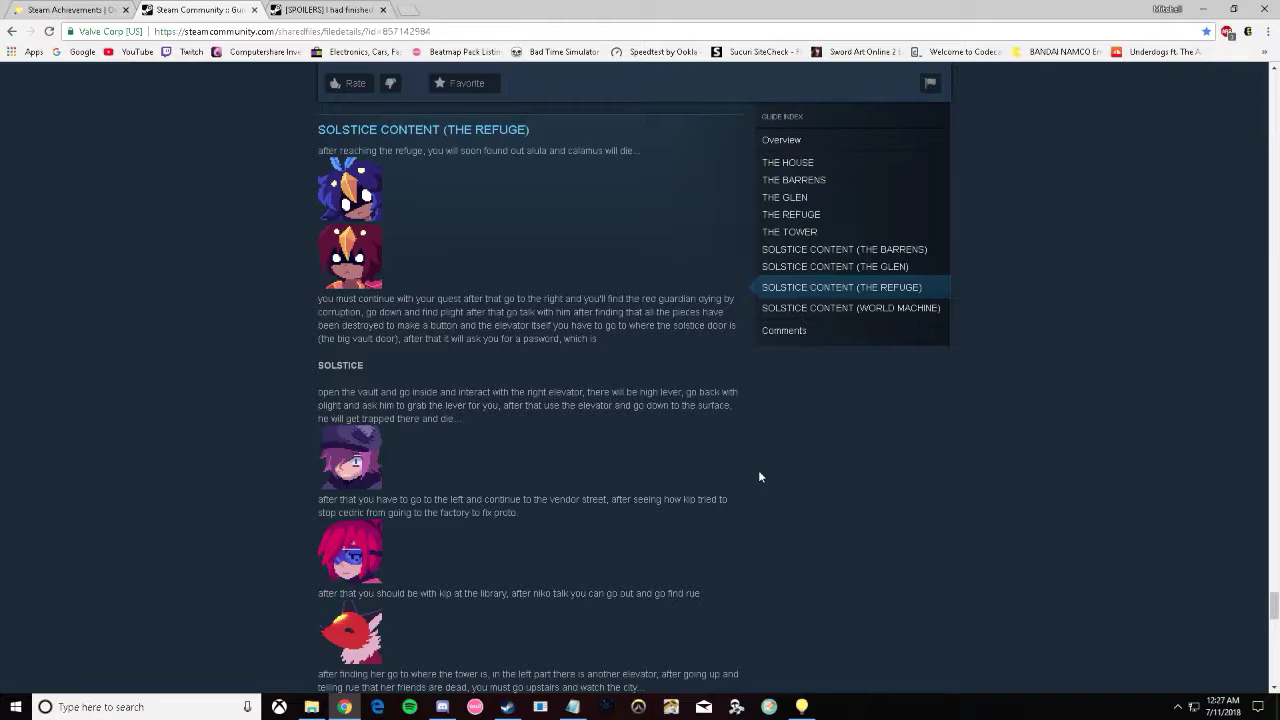 Steam Achievements | O
Steam Community :: Gu
[SPOILERS] I had finished
Mitchell
Valve Corp [US] | https://steamcommunity.com/sharedfiles/filedetails/?id=857142984
Apps
Google
YouTube
Twitch
Computershare Inve
Electronics, Cars, Fa
Beatmap Pack Listing
Bad Time Simulator
Speedtest by Ookla -
Sucuri SiteCheck - Fr
Sword Art Online 2 E
Welcome to Codeca
BANDAI NAMCO En
Underdogs ft. The A
Rate
Favorite
SOLSTICE CONTENT (THE REFUGE)
after reaching the refuge, you will soon found out alula and calamus will die...
you must continue with your quest after that go to the right and you'll find the red guardian dying by
corruption, go down and find plight after that go talk with him after finding that all the pieces have
been destroyed to make a button and the elevator itself you have to go to where the solstice door is
(the big vault door), after that it will ask you for a pasword, which is
SOLSTICE
open the vault and go inside and interact with the right elevator, there will be high lever, go back with
plight and ask him to grab the lever for you, after that use the elevator and go down to the surface,
he will get trapped there and die...
after that you have to go to the left and continue to the vendor street, after seeing how kip tried to
stop cedric from going to the factory to fix proto.
after that you should be with kip at the library, after niko talk you can go out and go find rue
after finding her go to where the tower is, in the left part there is another elevator, after going up and
telling rue that her friends are dead, you must go upstairs and watch the city...
GUIDE INDEX
Overview
THE HOUSE
THE BARRENS
THE GLEN
THE REFUGE
THE TOWER
SOLSTICE CONTENT (THE BARRENS)
SOLSTICE CONTENT (THE GLEN)
SOLSTICE CONTENT (THE REFUGE)
SOLSTICE CONTENT (WORLD MACHINE)
Comments
Type here to search
12:27 AM
7/11/2018